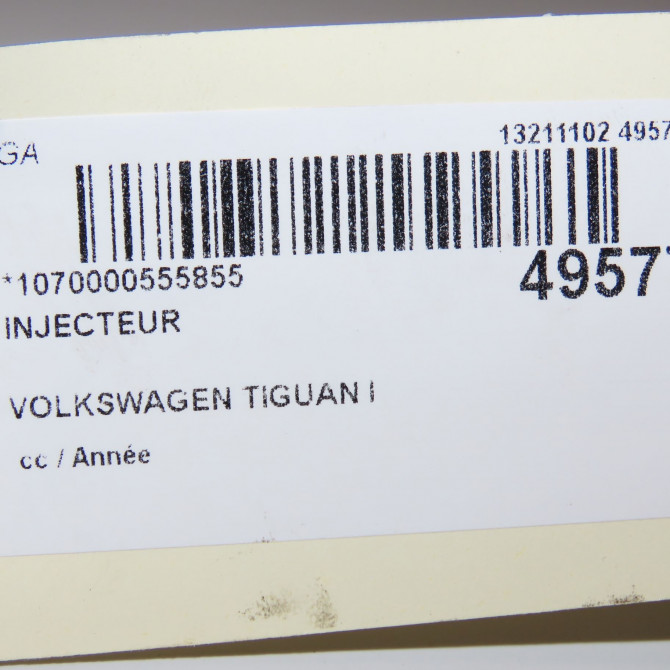 13211102 4957
GA
*1070000555855
4957
INJECTEUR
VOLKSWAGEN TIGUAN I
cc / Année